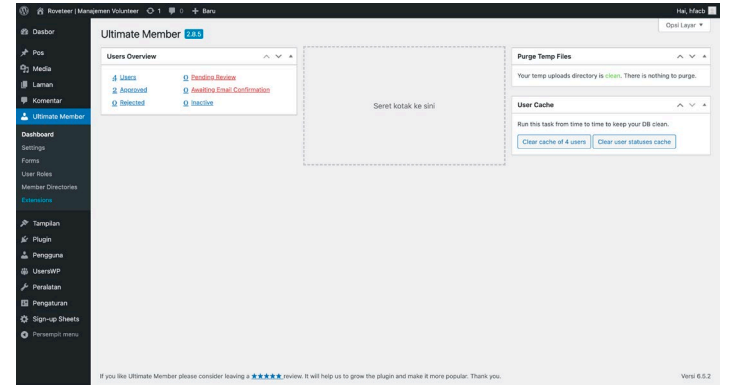 Roveteer | Manajemen Volunteer 1 0 + Baru Hai, hfacb
Opsi Layar ▼
Dasbor
Pos
Media
Laman
Komentar
Ultimate Member
Dashboard
Settings
Forms
User Roles
Member Directories
Extensions
Tampilan
Plugin
Pengguna
UsersWP
Peralatan
Pengaturan
Sign-up Sheets
Persempit menu
Ultimate Member 2.8.5
Users Overview
4 Users 0 Pending Review
2 Approved 0 Awaiting Email Confirmation
0 Rejected 0 Inactive
Seret kotak ke sini
Purge Temp Files
Your temp uploads directory is clean. There is nothing to purge.
User Cache
Run this task from time to time to keep your DB clean.
Clear cache of 4 users Clear user statuses cache
If you like Ultimate Member please consider leaving a ★★★★★ review. It will help us to grow the plugin and make it more popular. Thank you. Versi 6.5.2